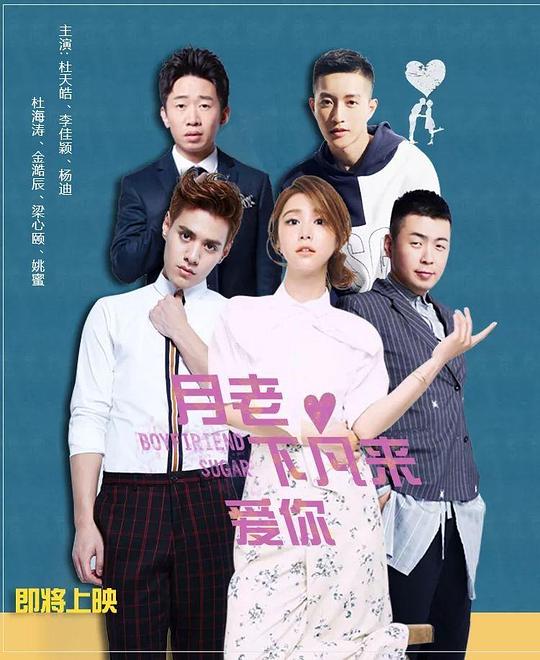 主演:杜天皓、李佳颖、杨迪
杜海涛、金澔辰、梁心颐、姚蜜
月老
BOYFIRIEND
SUGAR
下凡来
爱你
即将上映